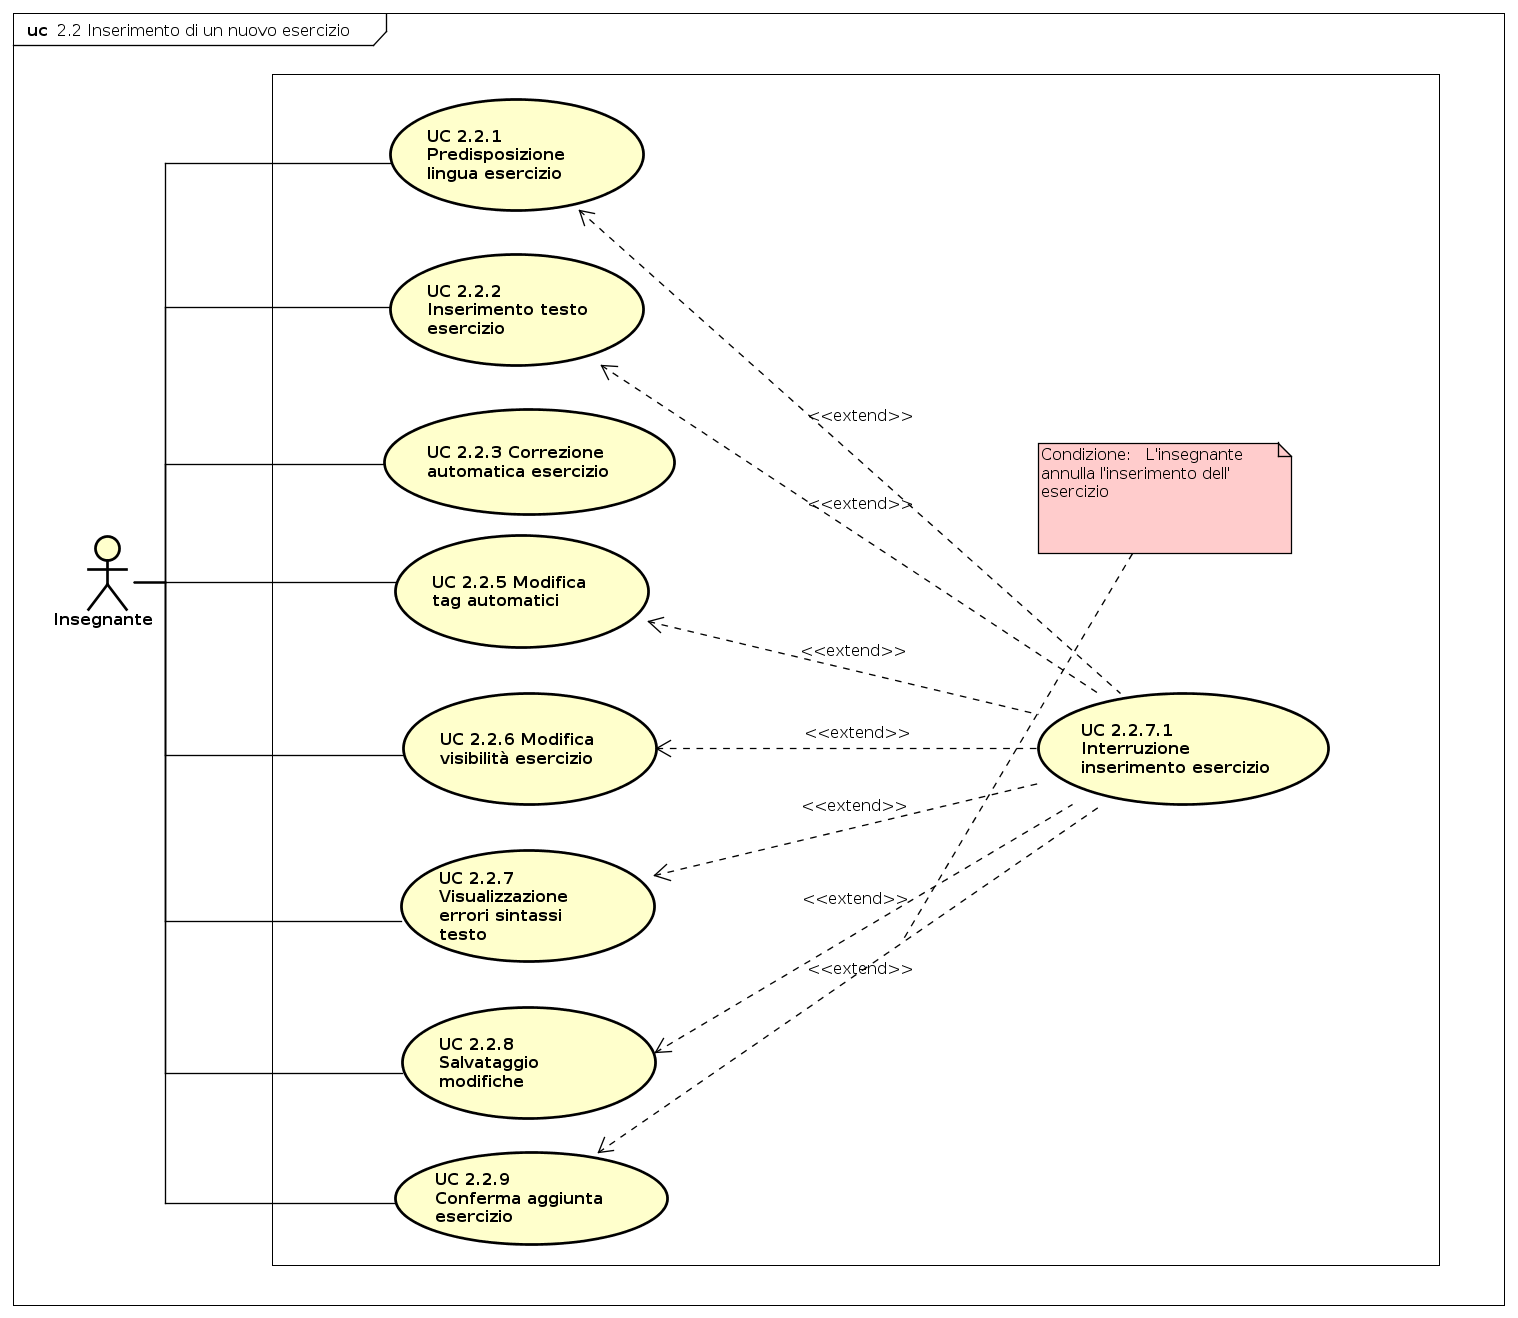 uc 2.2 Inserimento di un nuovo esercizio
UC 2.2.1
Predisposizione
lingua esercizio
UC 2.2.2
Inserimento testo
esercizio
<<extend>>
UC 2.2.3 Correzione
automatica esercizio
Condizione: L'insegnante
annulla l'inserimento dell'
esercizio
<<extend>>
UC 2.2.5 Modifica
tag automatici
Insegnante
<<extend>>
UC 2.2.6 Modifica
visibilità esercizio
<<extend>>
UC 2.2.7.1
Interruzione
inserimento esercizio
<<extend>>
UC 2.2.7
Visualizzazione
errori sintassi
testo
<<extend>>
<<extend>>
UC 2.2.8
Salvataggio
modifiche
UC 2.2.9
Conferma aggiunta
esercizio